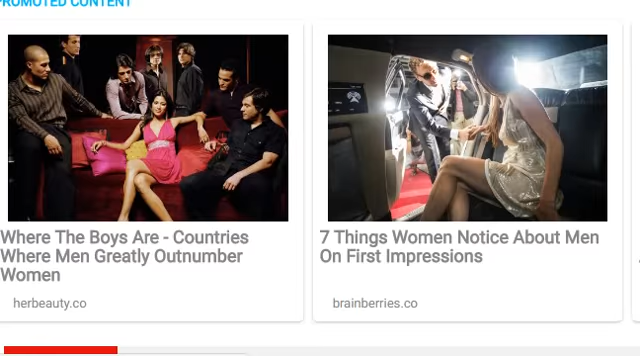 PROMOTED CONTENT
Where The Boys Are - Countries
Where Men Greatly Outnumber
Women
herbeauty.co
7 Things Women Notice About Men
On First Impressions
brainberries.co